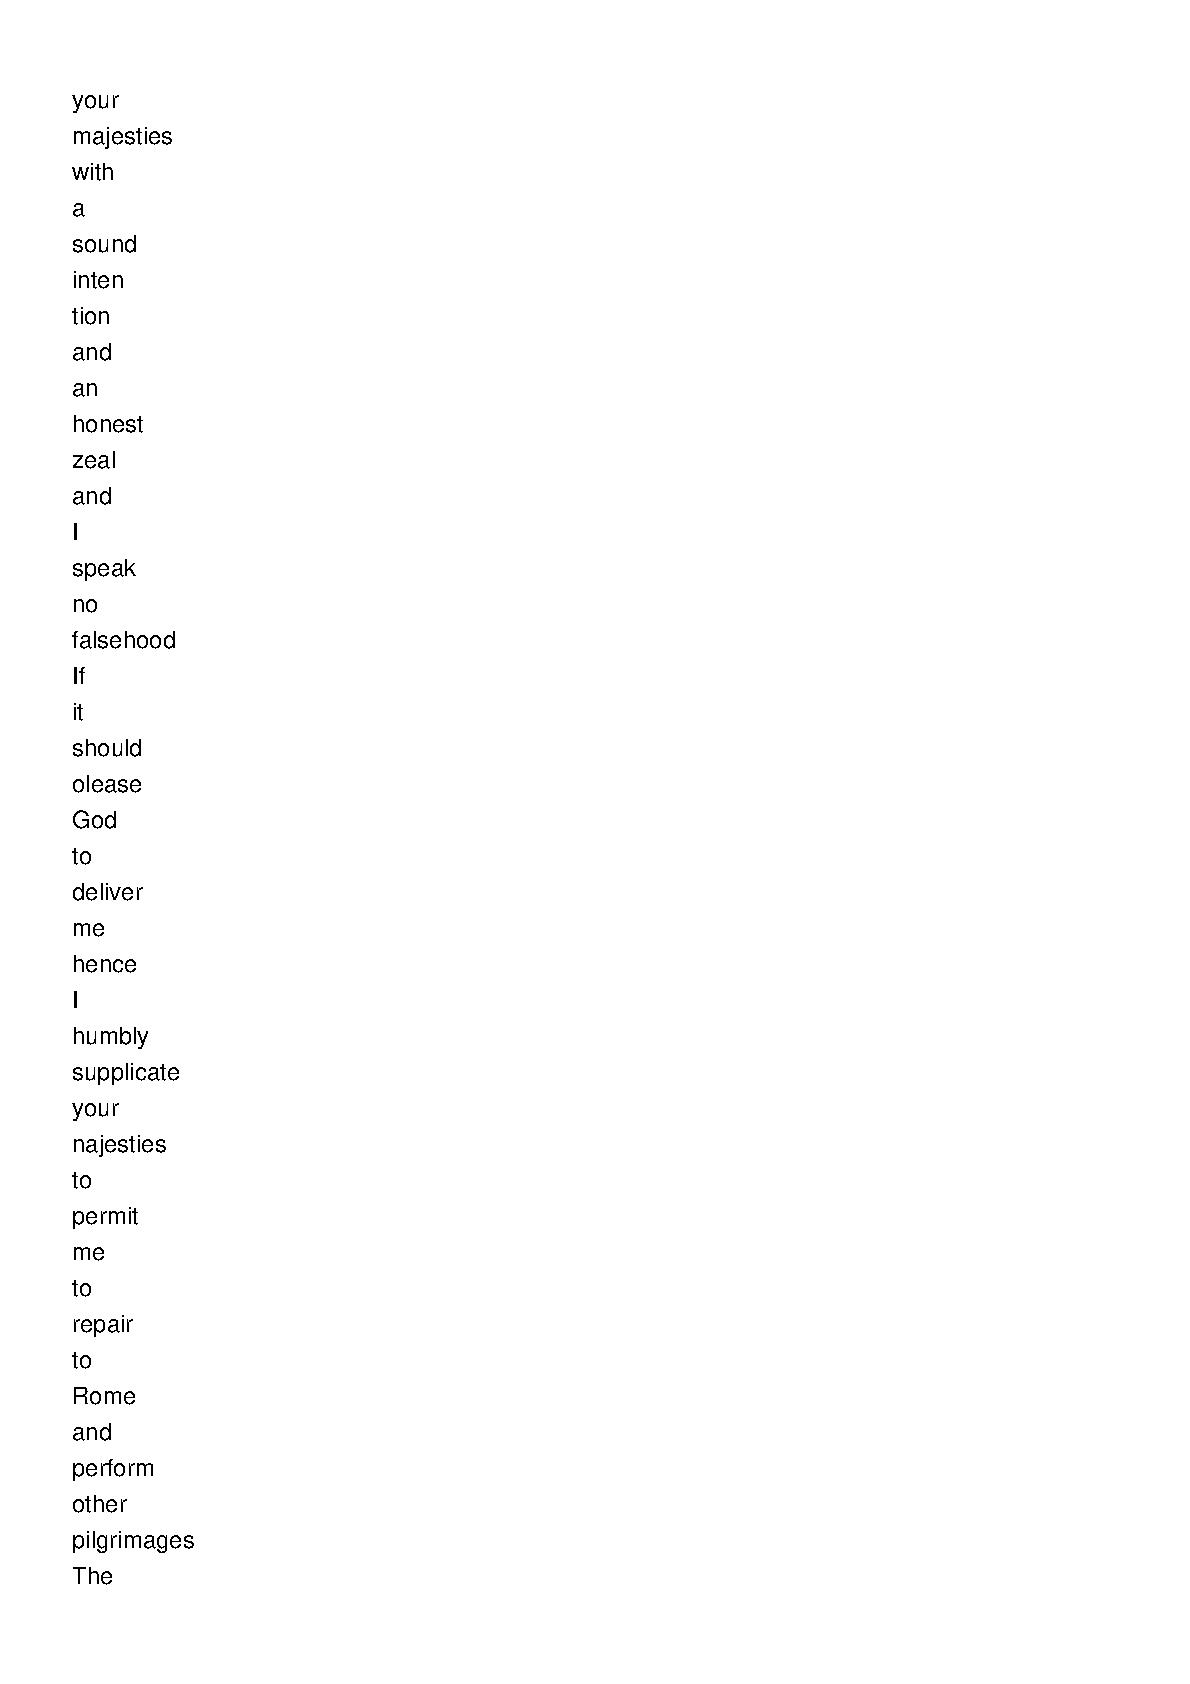 your
majesties
with
a
sound
inten
tion
and
an
honest
zeal
and
I
speak
no
falsehood
If
it
should
olease
God
to
deliver
me
hence
I
humbly
supplicate
your
najesties
to
permit
me
to
repair
to
Rome
and
perform
other
pilgrimages
The